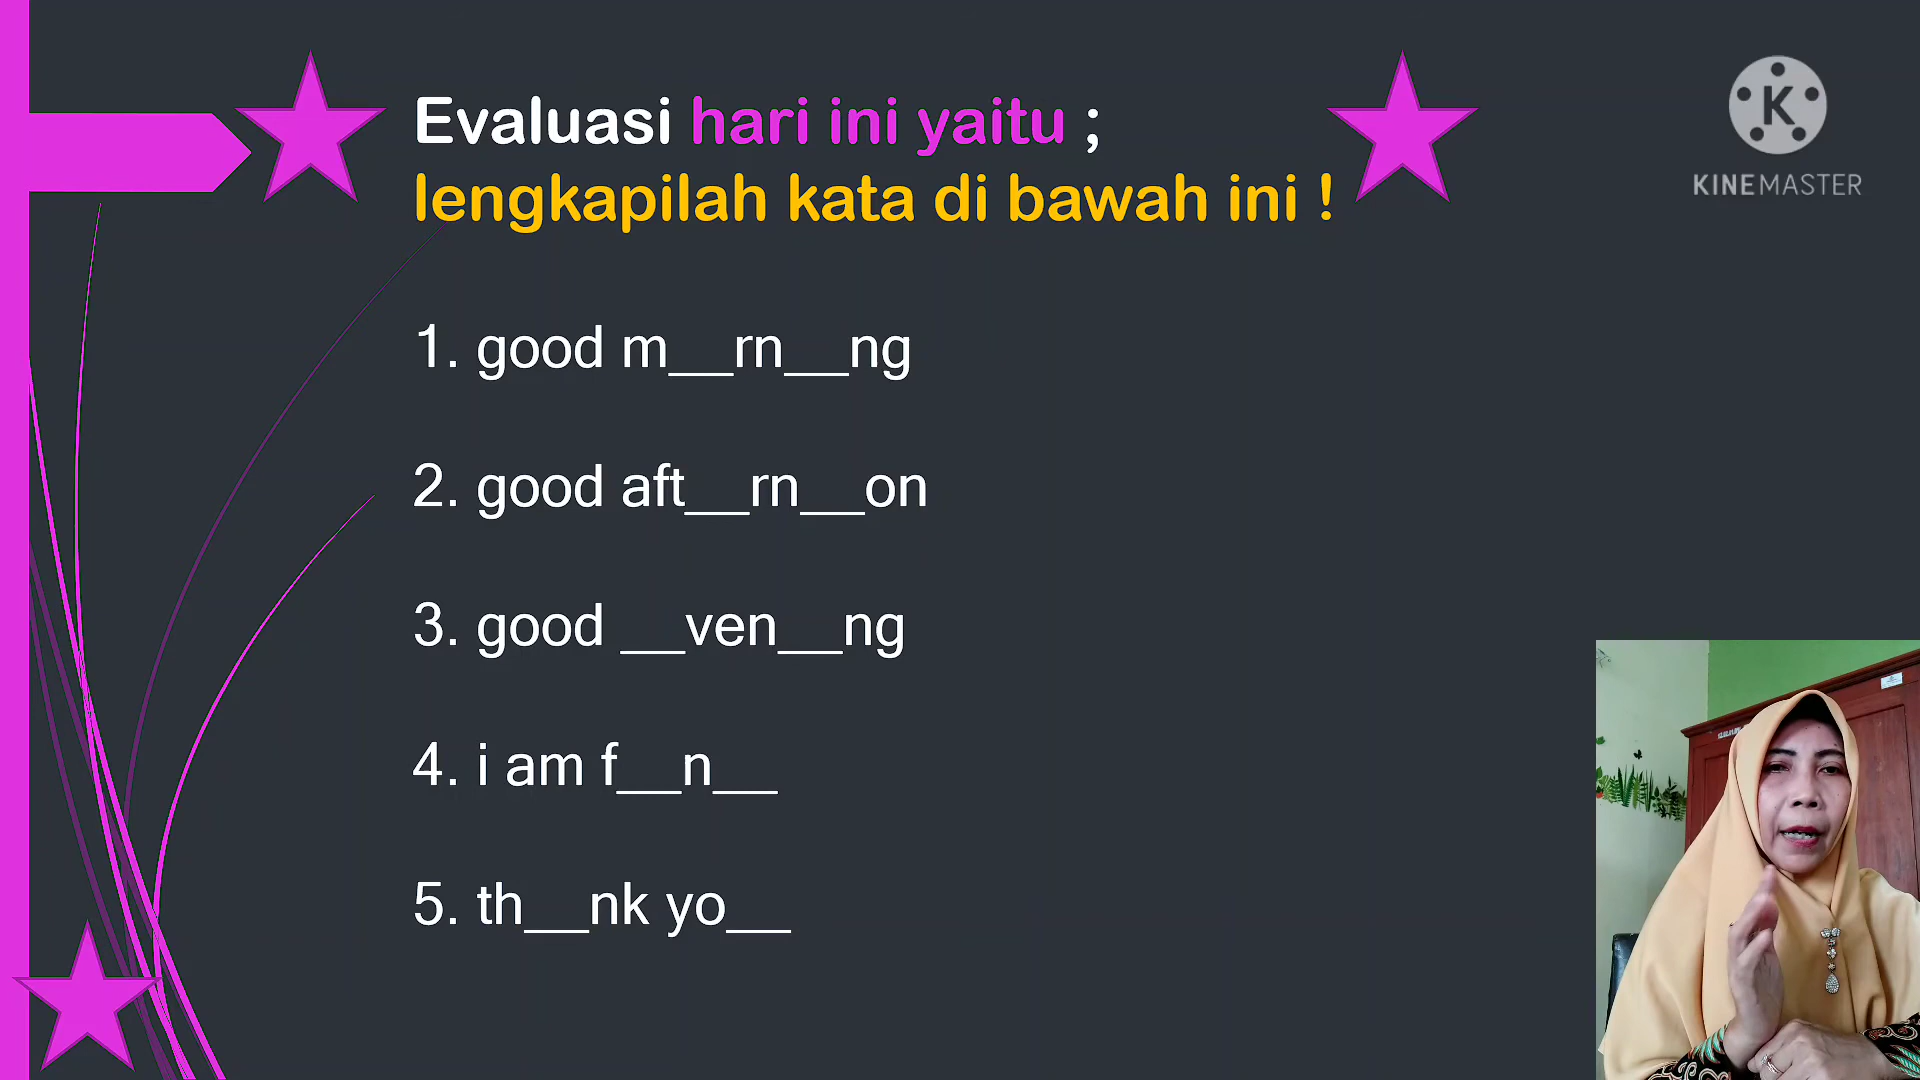 Evaluasi hari ini yaitu ;
lengkapilah kata di bawah ini !
KINEMASTER
1. good m__rn__ng
2. good aft__rn__on
3. good __ven__ng
4. i am f__n__
5. th__nk yo__